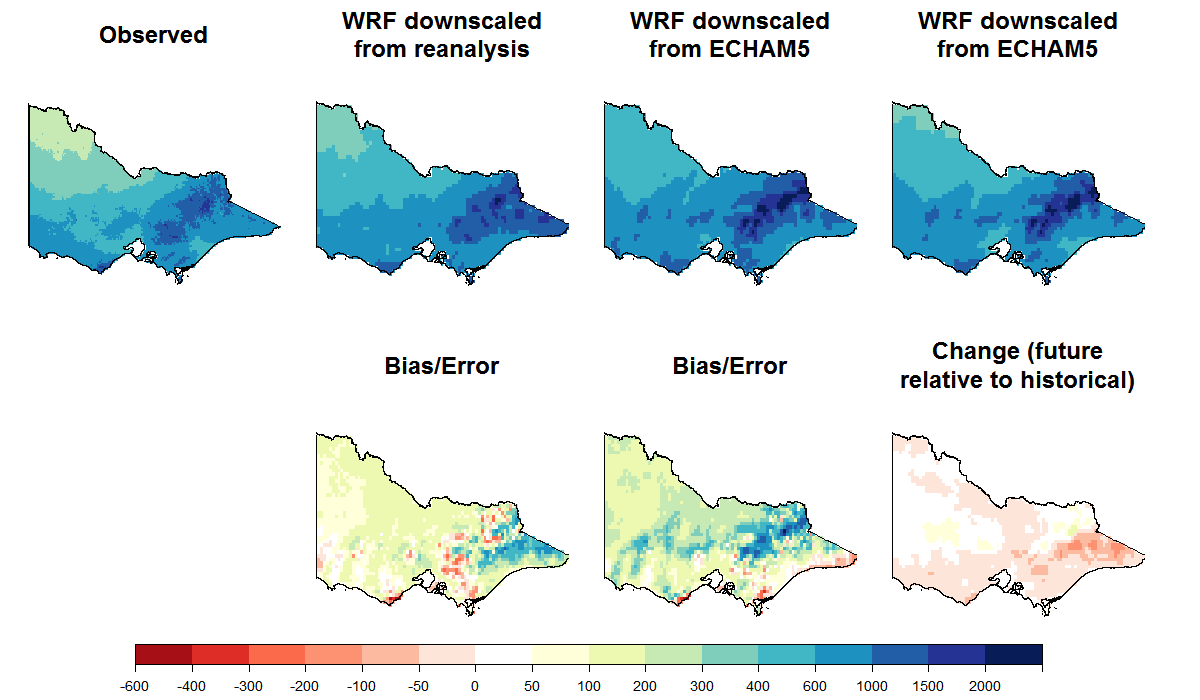 Observed
WRF downscaled
from reanalysis
WRF downscaled
from ECHAM5
WRF downscaled
from ECHAM5
Bias/Error
Bias/Error
Change (future
relative to historical)
-600 -400 -300 -200 -100 -50 0 50 100 200 300 400 600 1000 1500 2000